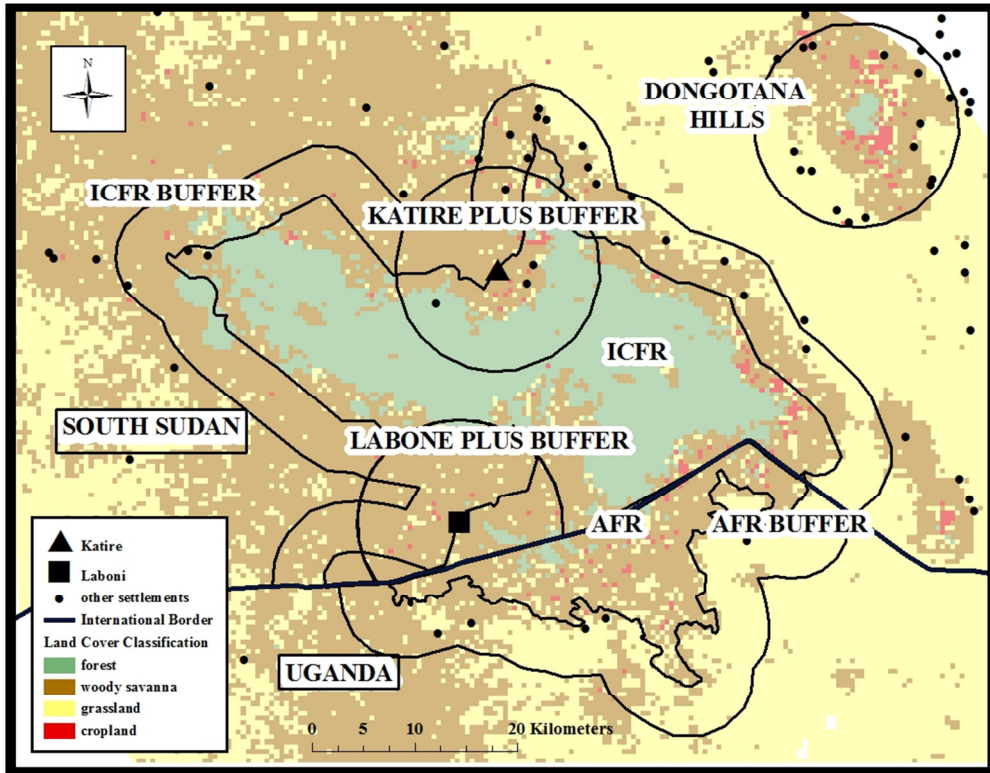 N
DONGOTANA
HILLS
ICFR BUFFER
KATIRE PLUS BUFFER
ICFR
SOUTH SUDAN
LABONE PLUS BUFFER
AFR
AFR BUFFER
UGANDA
Katire
Laboni
other settlements
International Border
Land Cover Classification
forest
woody savanna
grassland
cropland
0 5 10 20 Kilometers